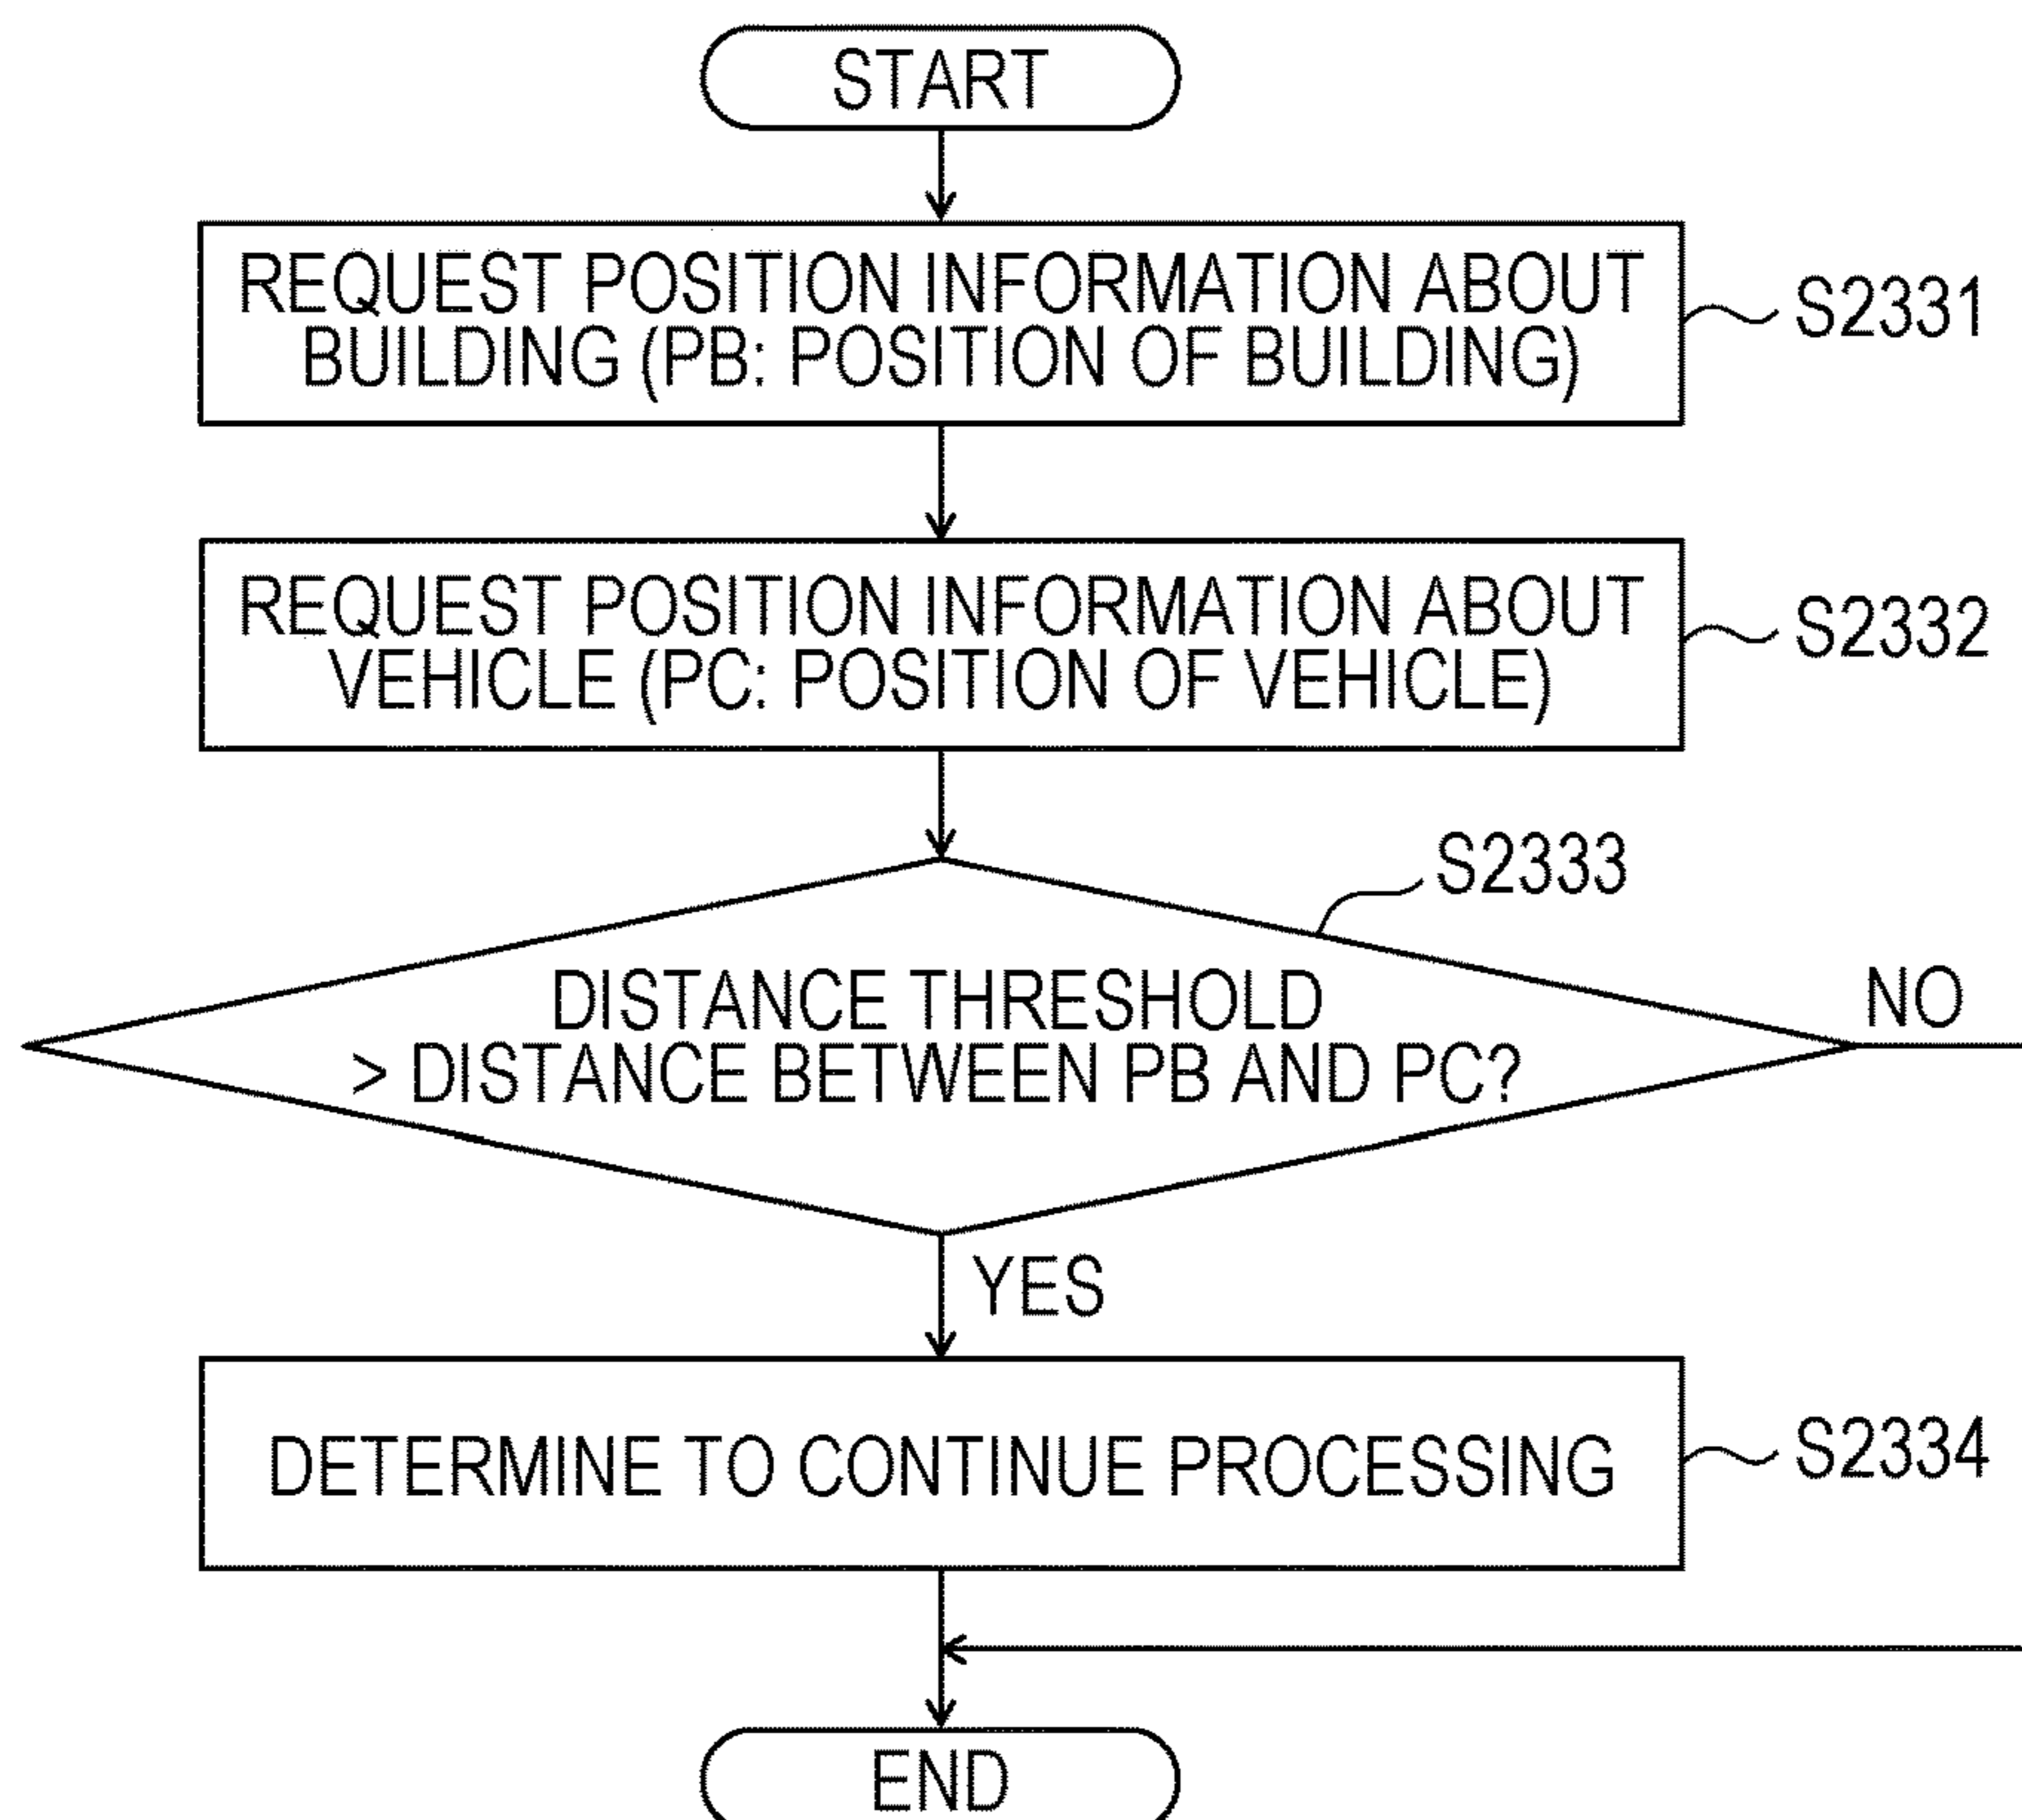 START
REQUEST POSITION INFORMATION ABOUT
BUILDING (PB: POSITION OF BUILDING)
S2331
REQUEST POSITION INFORMATION ABOUT
VEHICLE (PC: POSITION OF VEHICLE)
S2332
S2333
DISTANCE THRESHOLD
> DISTANCE BETWEEN PB AND PC?
NO
YES
DETERMINE TO CONTINUE PROCESSING
S2334
END